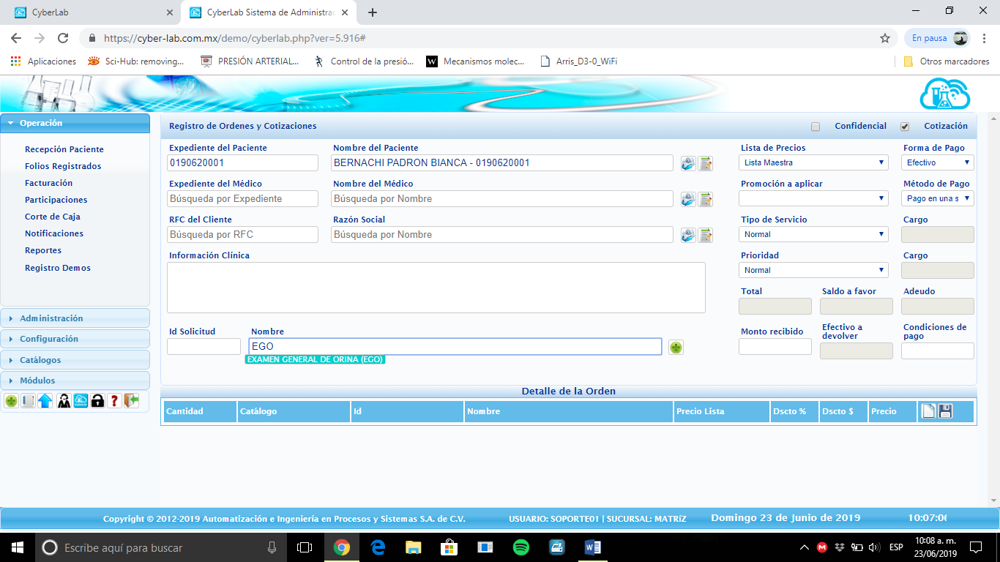 CyberLab
CyberLab Sistema de Administrac
https://cyber-lab.com.mx/demo/cyberlab.php?ver=5.916#
En pausa
Aplicaciones
Sci-Hub: removing...
PRESIÓN ARTERIAL...
Control de la presió...
W
Mecanismos molec...
Arris_D3-0_WiFi
Otros marcadores
Operación
Recepción Paciente
Folios Registrados
Facturación
Participaciones
Corte de Caja
Notificaciones
Reportes
Registro Demos
Administración
Configuración
Catálogos
Módulos
Registro de Ordenes y Cotizaciones
Confidencial
Cotización
Expediente del Paciente
Nombre del Paciente
Lista de Precios
Forma de Pago
0190620001
BERNACHI PADRON BIANCA - 0190620001
Lista Maestra
Efectivo
Expediente del Médico
Nombre del Médico
Promoción a aplicar
Método de Pago
Búsqueda por Expediente
Búsqueda por Nombre
Pago en una s
RFC del Cliente
Razón Social
Tipo de Servicio
Cargo
Búsqueda por RFC
Búsqueda por Nombre
Normal
Información Clínica
Prioridad
Cargo
Normal
Total
Saldo a favor
Adeudo
Id Solicitud
Nombre
Monto recibido
Efectivo a devolver
Condiciones de pago
EGO
EXAMEN GENERAL DE ORINA (EGO)
Detalle de la Orden
Cantidad
Catálogo
Id
Nombre
Precio Lista
Dscto %
Dscto $
Precio
Copyright © 2012-2019 Automatización e Ingeniería en Procesos y Sistemas S.A. de C.V.
USUARIO: SOPORTE01 | SUCURSAL: MATRíZ
Domingo 23 de Junio de 2019
10:07:06
Escribe aquí para buscar
ESP
10:08 a. m.
23/06/2019